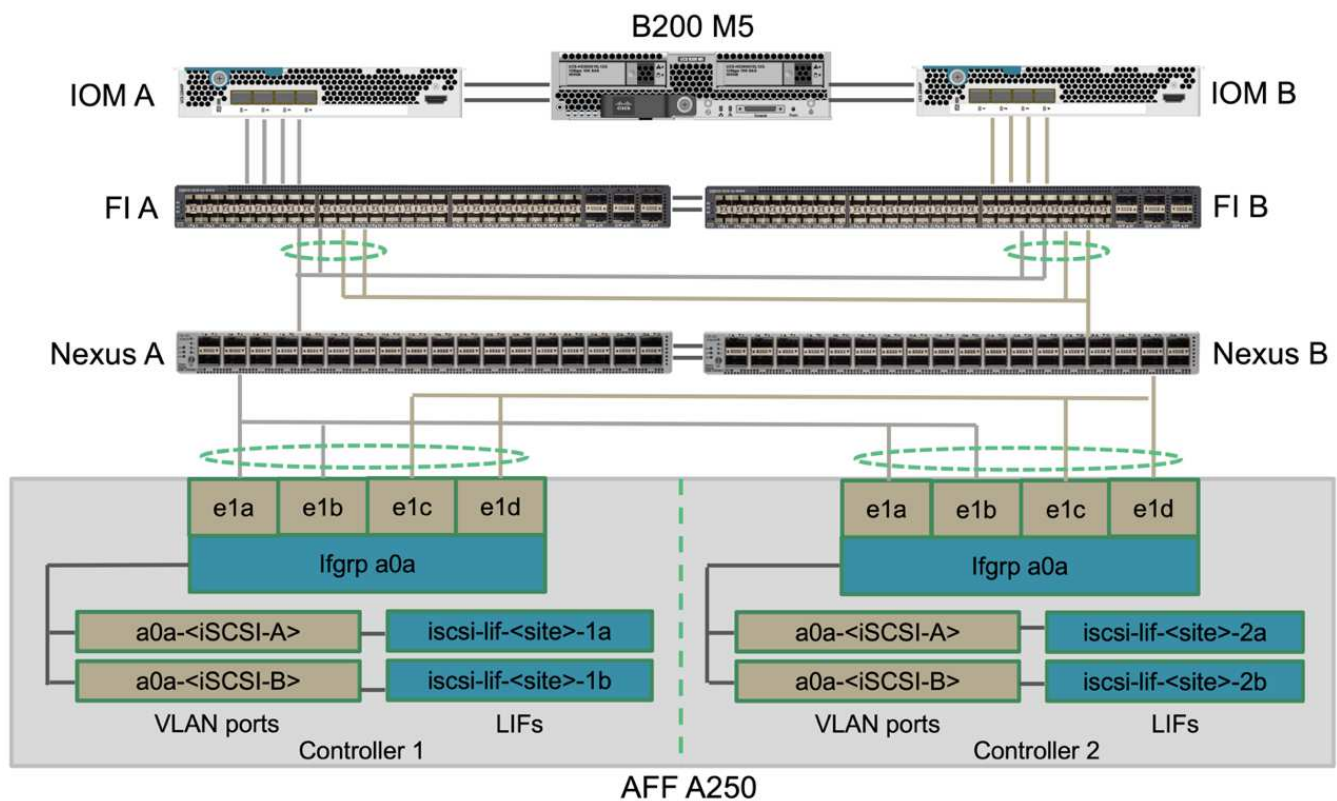 B200 M5
IOM A
IOM B
FI A
FI B
Nexus A
Nexus B
e1a e1b e1c e1d
e1a e1b e1c e1d
Ifgrp a0a
Ifgrp a0a
a0a-<iSCSI-A> iscsi-lif-<site>-1a
a0a-<iSCSI-B> iscsi-lif-<site>-1b
VLAN ports LIFs
Controller 1
a0a-<iSCSI-A> iscsi-lif-<site>-2a
a0a-<iSCSI-B> iscsi-lif-<site>-2b
VLAN ports LIFs
Controller 2
AFF A250